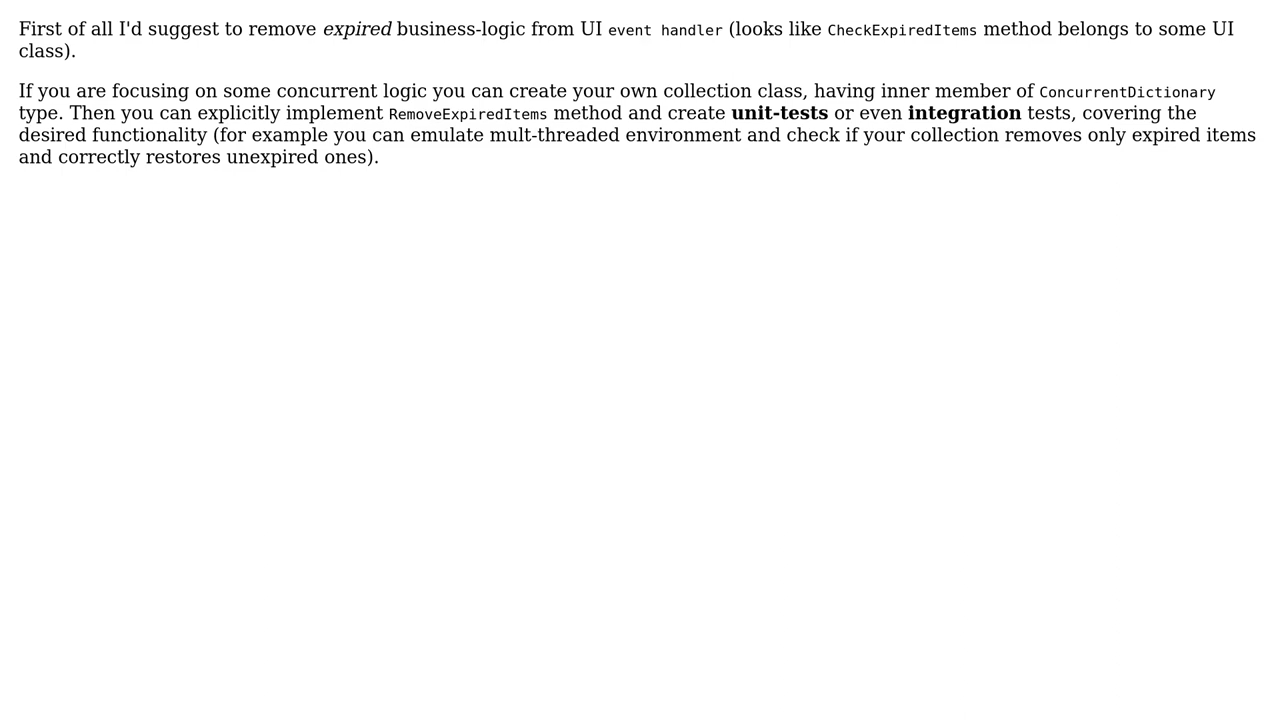 First of all I'd suggest to remove expired business-logic from UI event handler (looks like CheckExpiredItems method belongs to some UI
class).
If you are focusing on some concurrent logic you can create your own collection class, having inner member of ConcurrentDictionary
type. Then you can explicitly implement RemoveExpiredItems method and create unit-tests or even integration tests, covering the
desired functionality (for example you can emulate mult-threaded environment and check if your collection removes only expired items
and correctly restores unexpired ones).